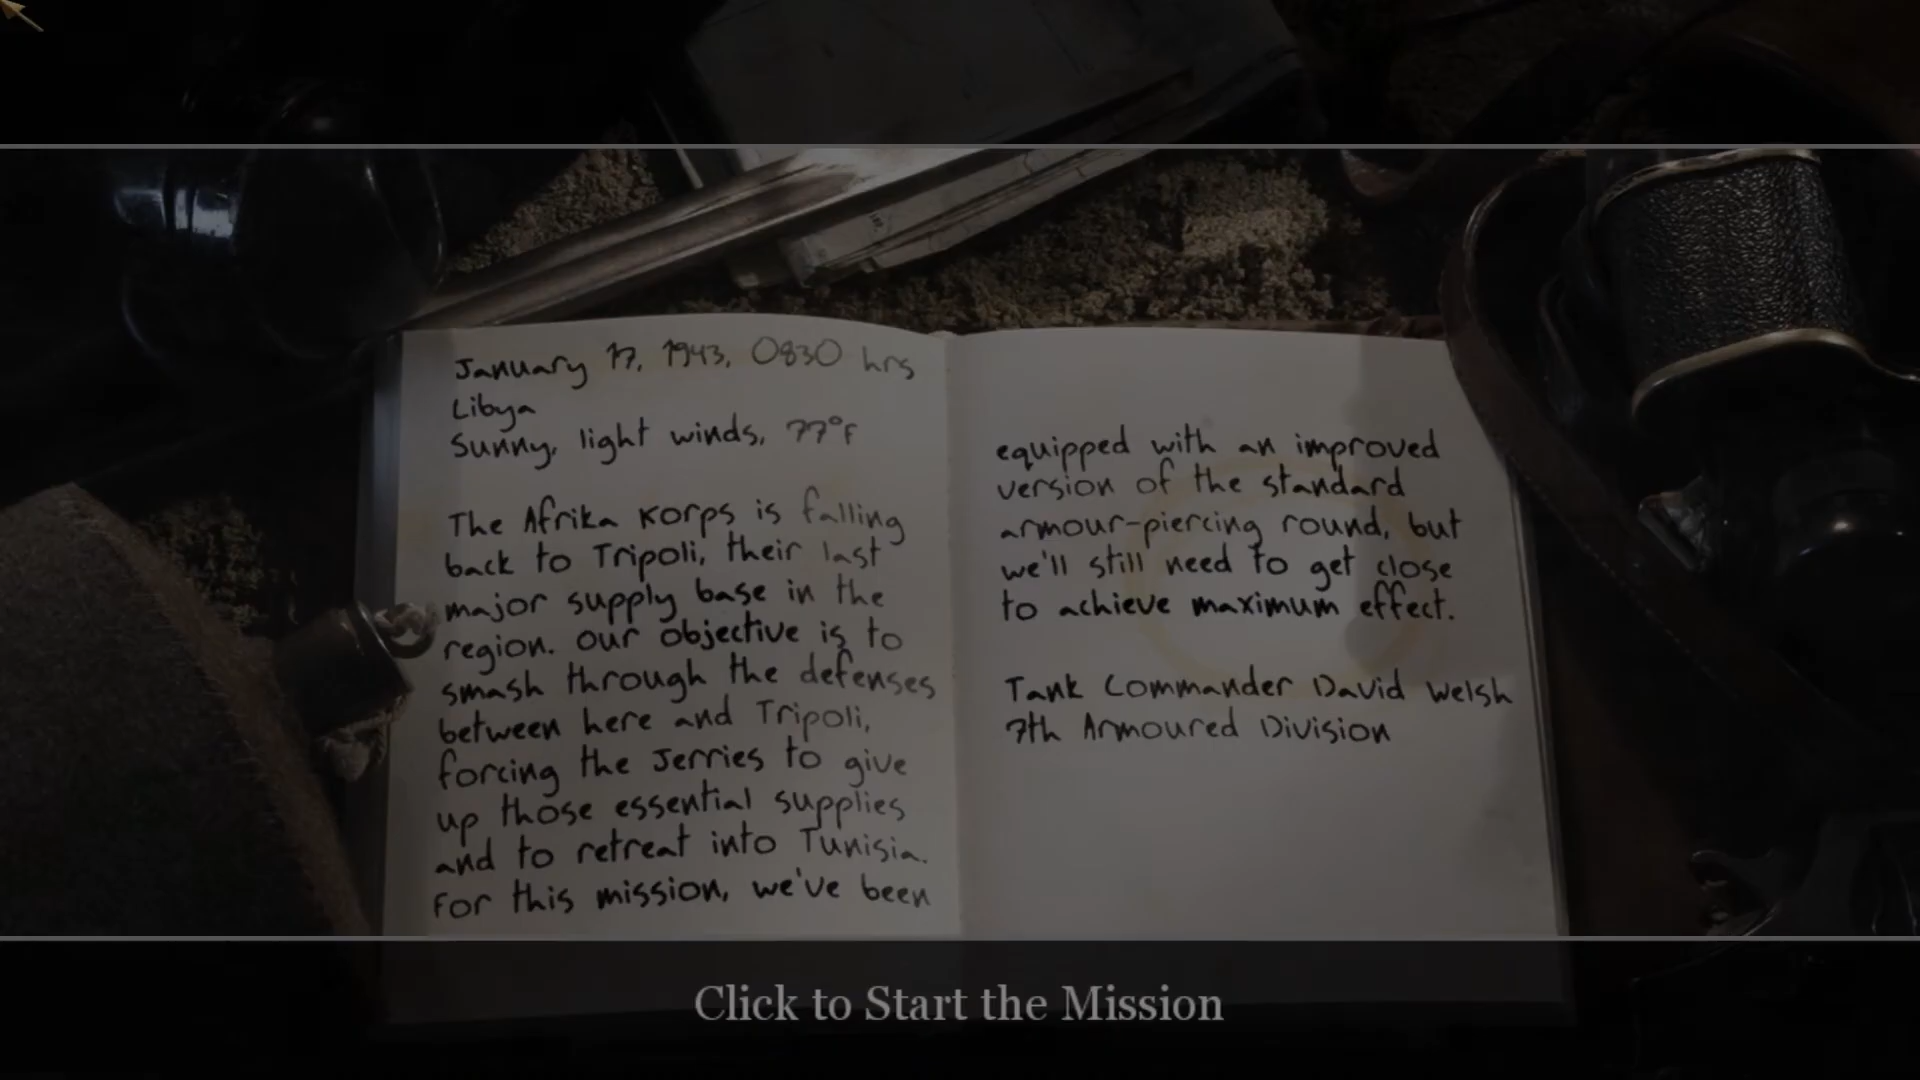 January 17, 1943, 0830 hrs
Libya
Sunny, light winds, 77°F
The Afrika Korps is falling
back to Tripoli, their last
major supply base in the
region. Our objective is to
smash through the defenses
between here and Tripoli,
forcing the Jerries to give
up those essential supplies
and to retreat into Tunisia.
For this mission, we've been
equipped with an improved
version of the standard
armour-piercing round, but
we'll still need to get close
to achieve maximum effect.
Tank Commander David Welsh
7th Armoured Division
Click to Start the Mission